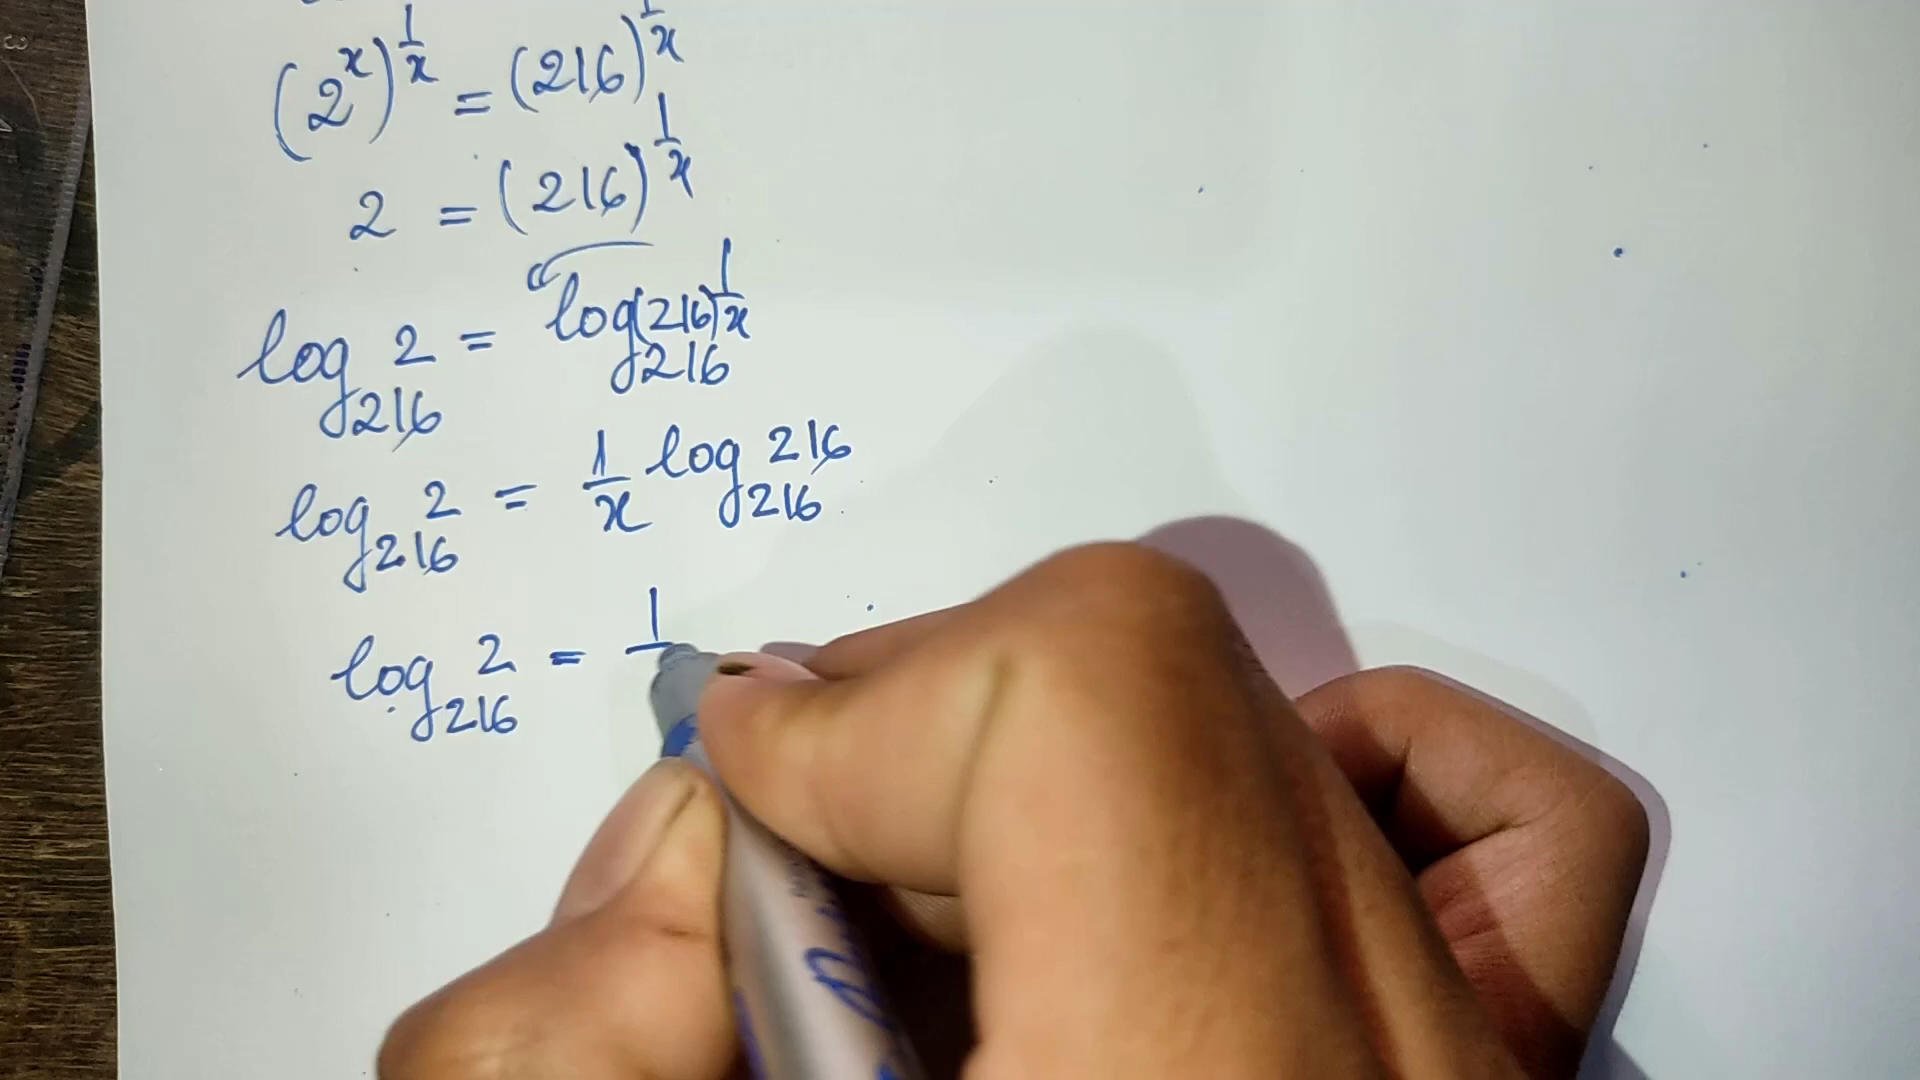 (2^x)^(1/x) = (216)^(1/x)
2 = (216)^(1/x)
log_216 2 = log_216 (216)^(1/x)
log_216 2 = 1/x log_216 216
log_216 2 = 1/